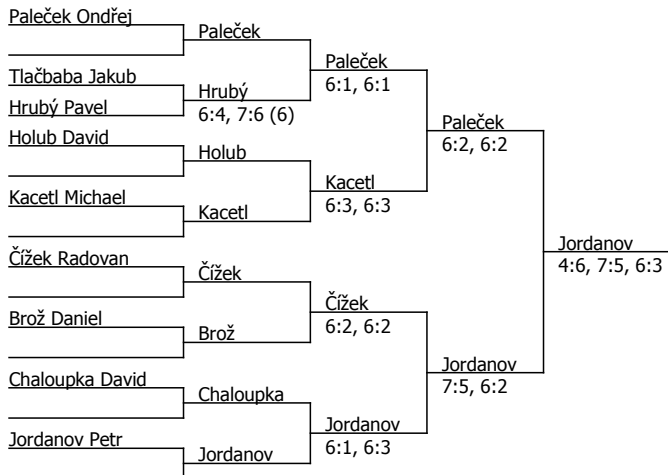 Paleček Ondřej
Paleček
Paleček
6:1, 6:1
Tlačbaba Jakub
Hrubý
6:4, 7:6 (6)
Hrubý Pavel
Paleček
6:2, 6:2
Holub David
Holub
Kacetl
6:3, 6:3
Kacetl Michael
Kacetl
Jordanov
4:6, 7:5, 6:3
Čížek Radovan
Čížek
Čížek
6:2, 6:2
Brož Daniel
Brož
Jordanov
7:5, 6:2
Chaloupka David
Chaloupka
Jordanov
6:1, 6:3
Jordanov Petr
Jordanov